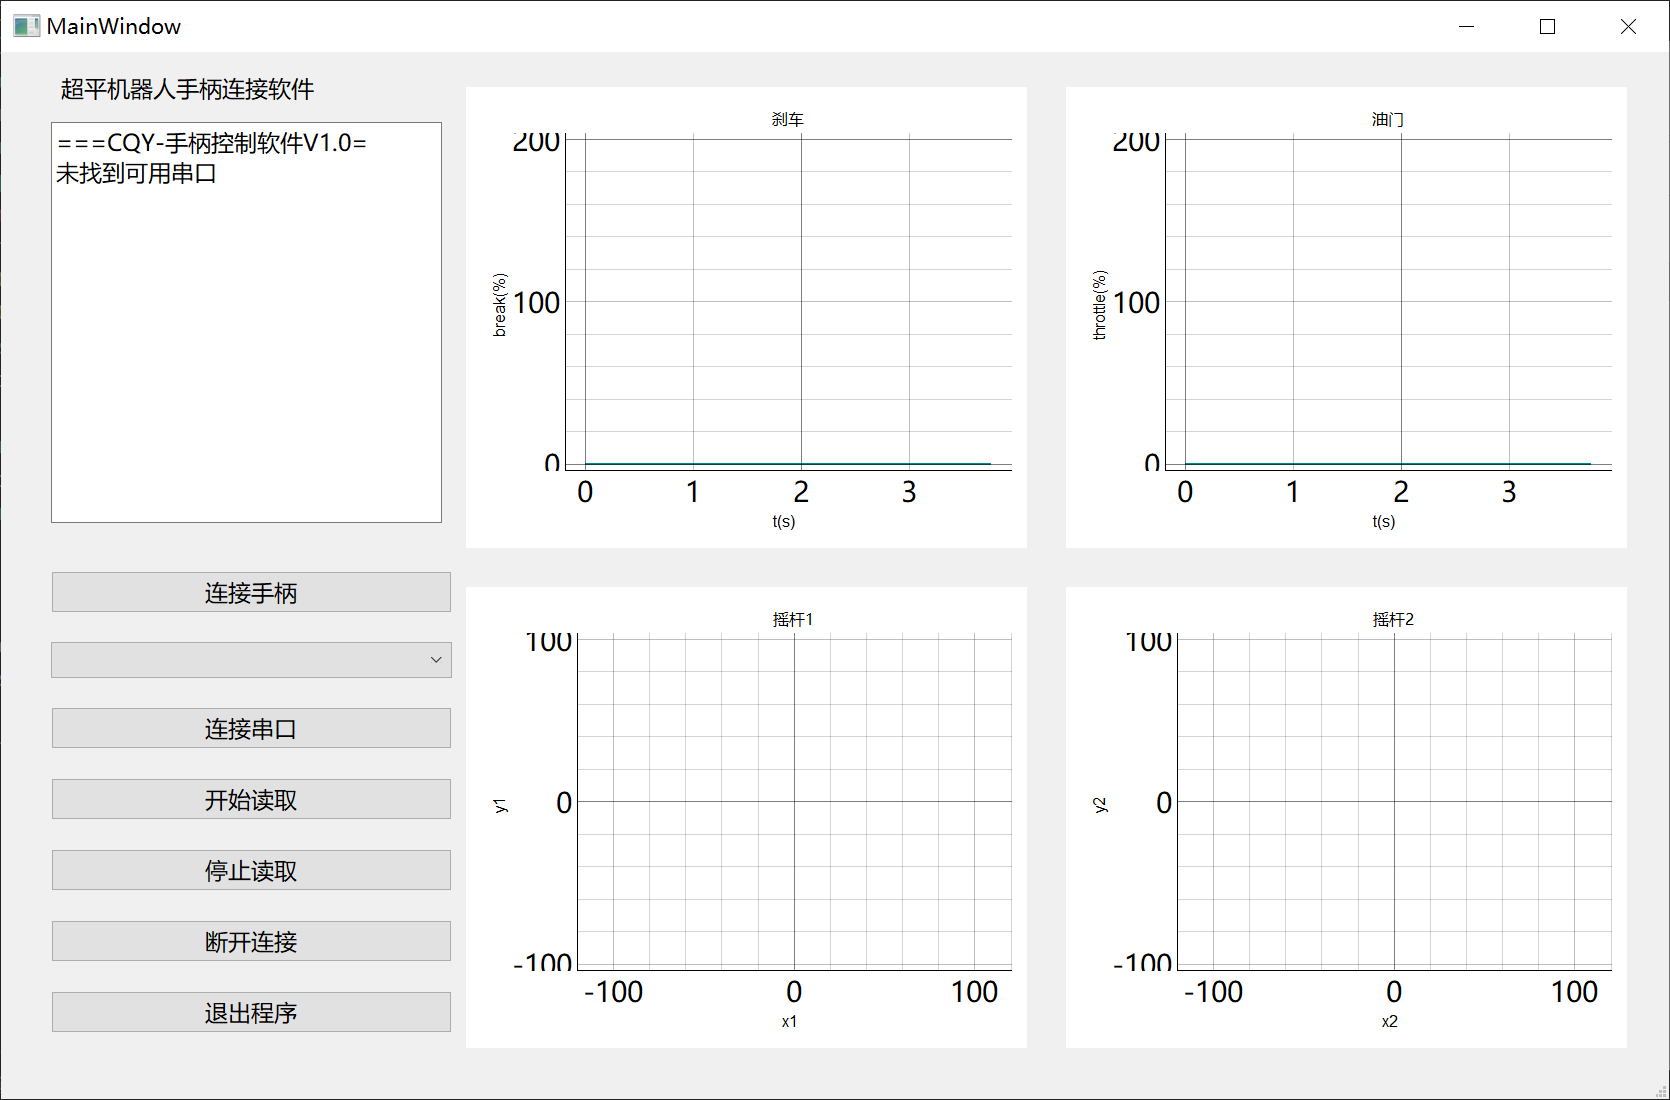 MainWindow
超平机器人手柄连接软件
===CQY-手柄控制软件V1.0=
未找到可用串口
连接手柄
连接串口
开始读取
停止读取
断开连接
退出程序
刹车
200
100
0
break(%)
0 1 2 3
t(s)
油门
200
100
0
throttle(%)
0 1 2 3
t(s)
摇杆1
100
0
-100
y1
-100 0 100
x1
摇杆2
100
0
-100
y2
-100 0 100
x2